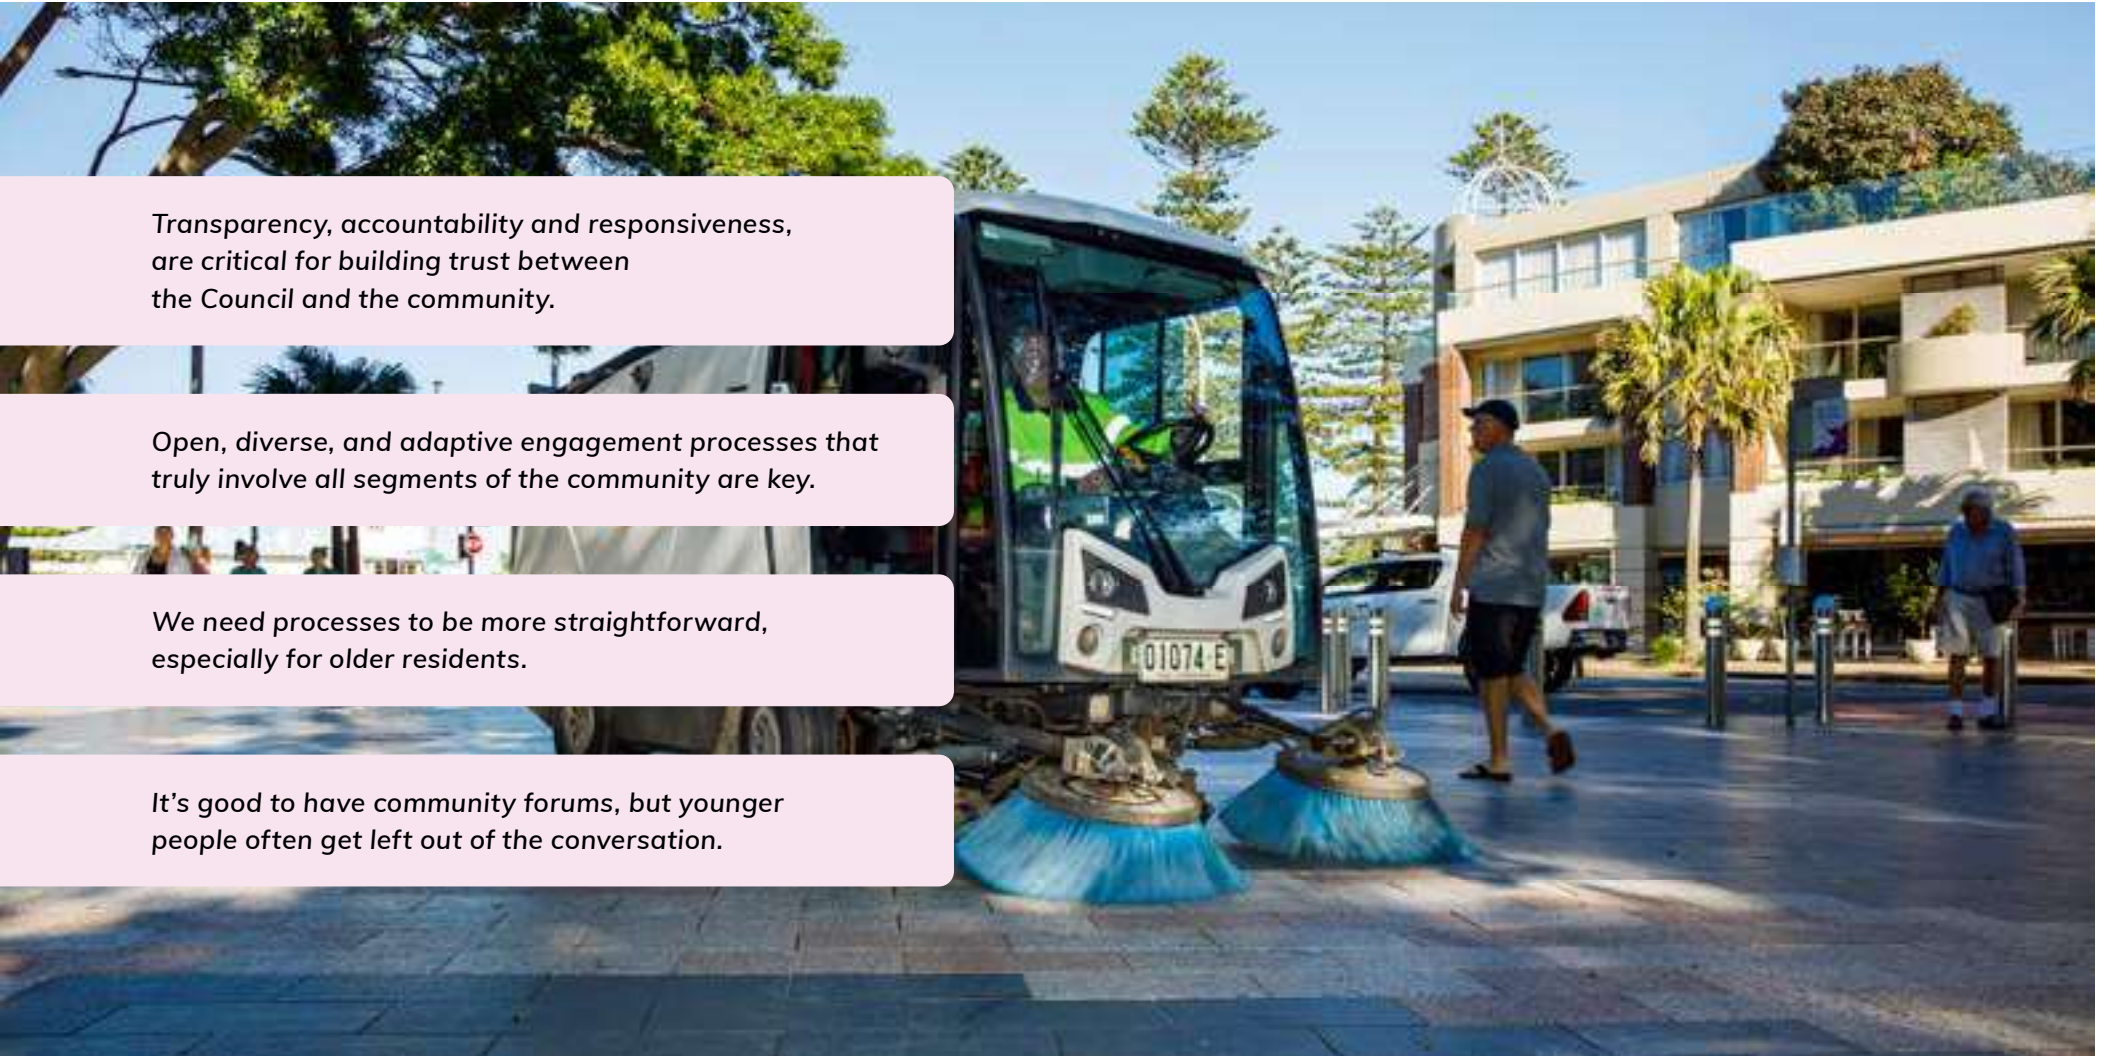 Transparency, accountability and responsiveness,
are critical for building trust between
the Council and the community.
Open, diverse, and adaptive engagement processes that
truly involve all segments of the community are key.
We need processes to be more straightforward,
especially for older residents.
It’s good to have community forums, but younger
people often get left out of the conversation.
01074 E